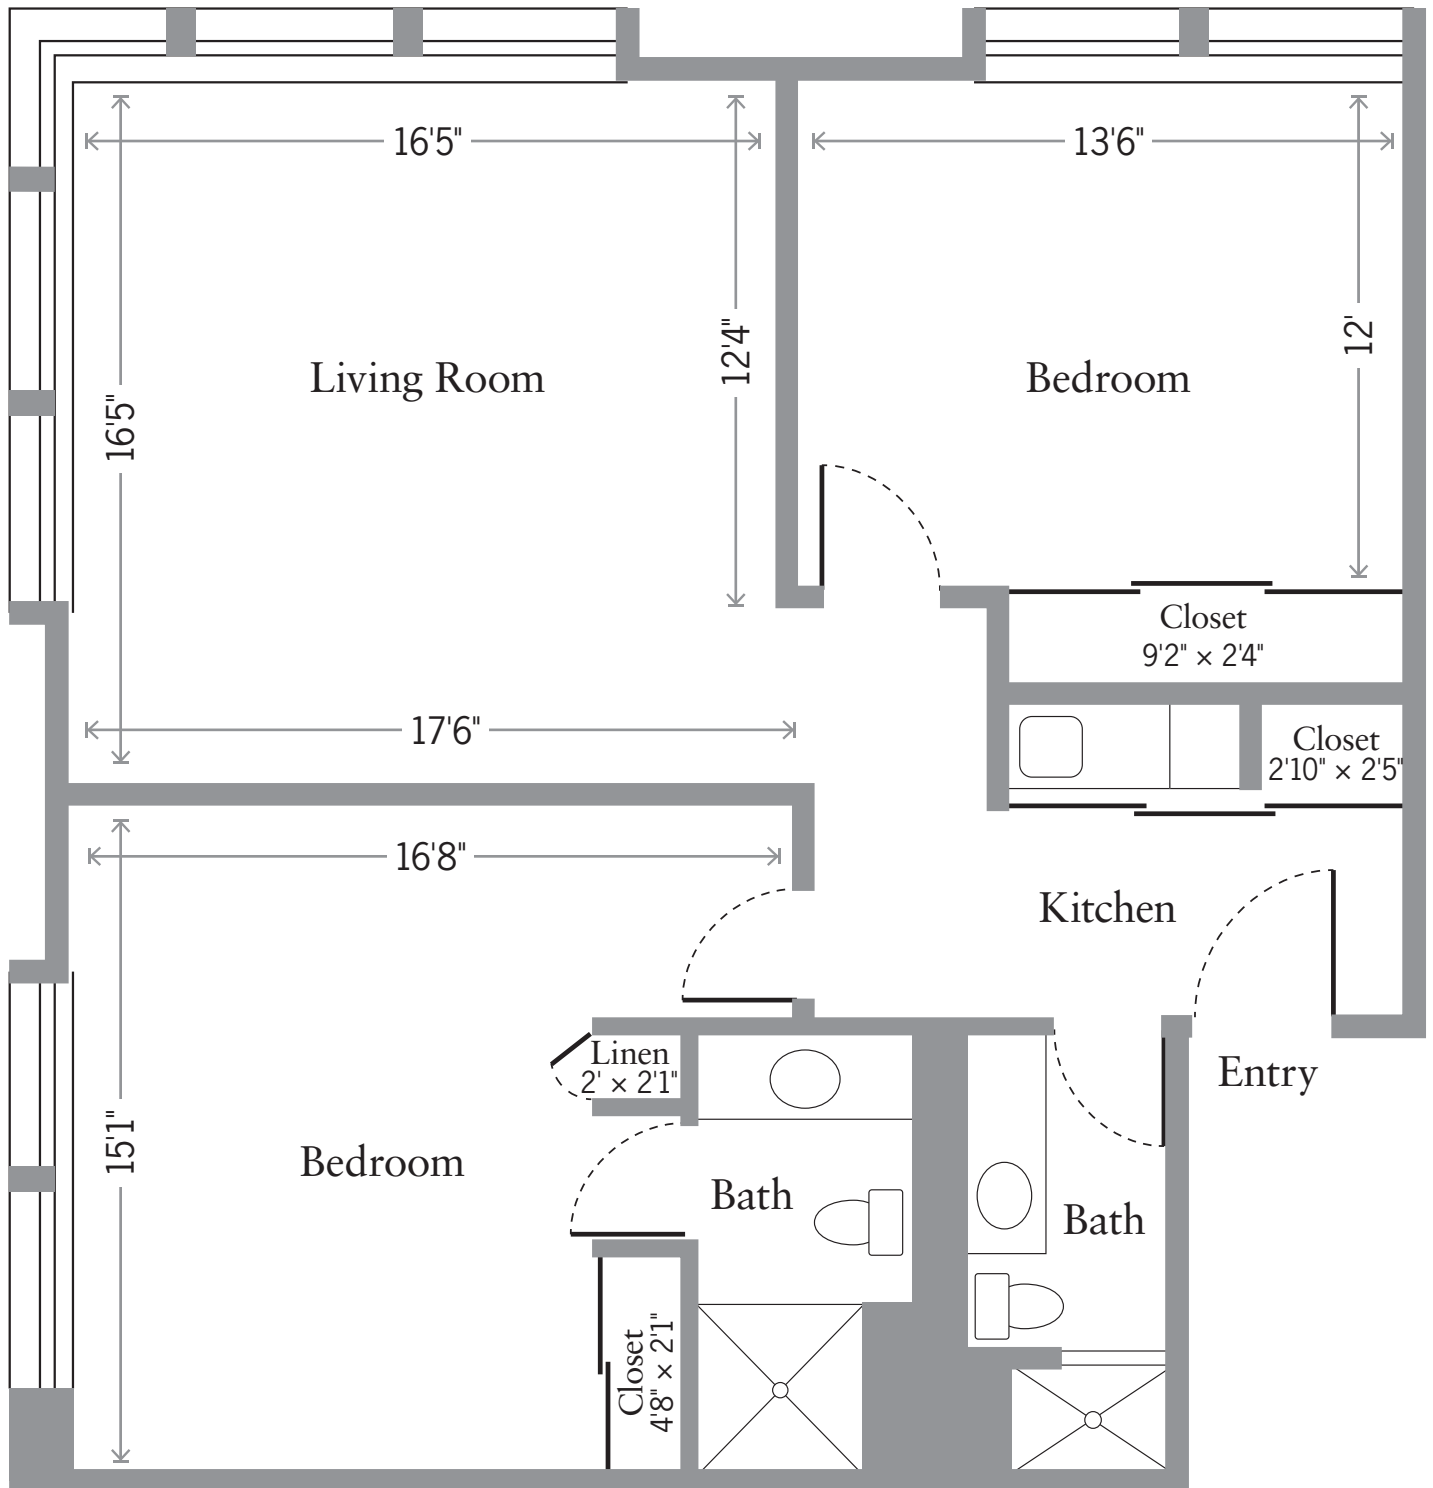 16'5"
13'6"
Living Room
12'4"
Bedroom
12'
16'5"
Closet
9'2" × 2'4"
17'6"
Closet
2'10" × 2'5"
16'8"
Kitchen
Linen
2' × 2'1"
Entry
15'1"
Bedroom
Bath
Bath
Closet
4'8" × 2'1"